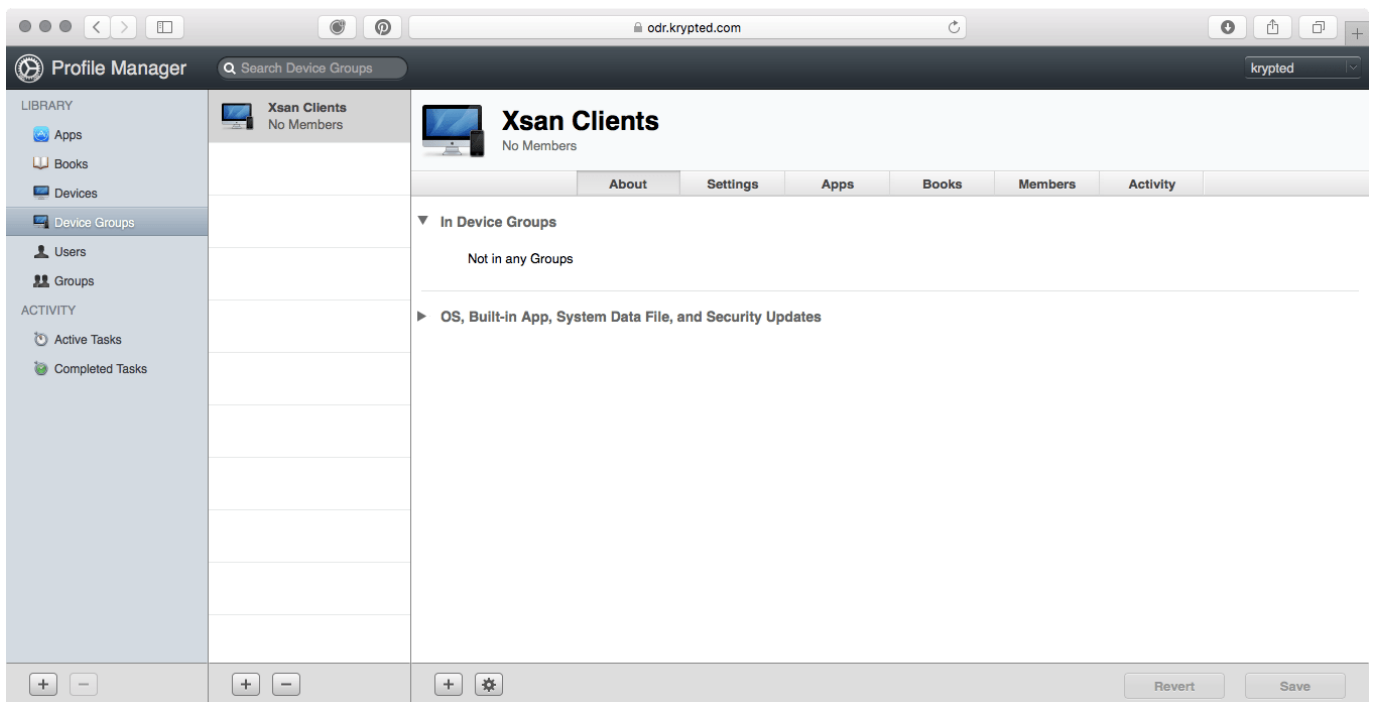 odr.krypted.com
Profile Manager
Search Device Groups
krypted
LIBRARY
Apps
Books
Devices
Device Groups
Users
Groups
ACTIVITY
Active Tasks
Completed Tasks
Xsan Clients
No Members
Xsan Clients
No Members
About Settings Apps Books Members Activity
In Device Groups
Not in any Groups
OS, Built-in App, System Data File, and Security Updates
Revert Save